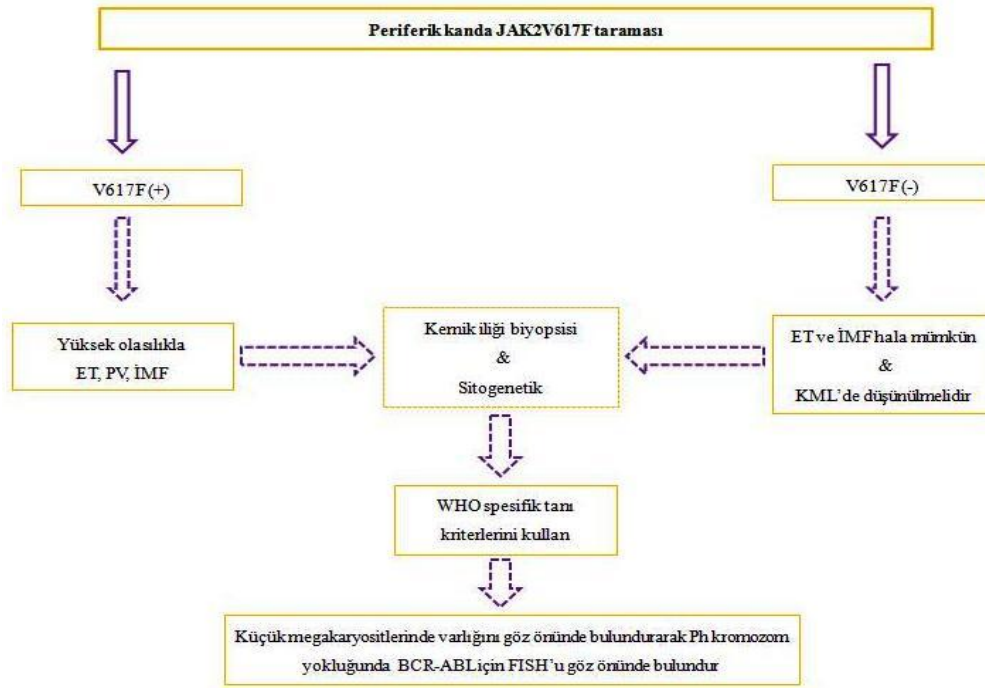 Periferik kanda JAK2V617F taraması
V617F(+)
V617F(-)
Yüksek olasılıkla
ET, PV, İMF
Kemik iliği biyopsisi
&
Sitogenetik
ET ve İMF hala mümkün
&
KML'de düşünülmelidir
WHO spesifik tanı
kriterlerini kullan
Küçük megakaryositlerinde varlığını göz önünde bulundurarak Ph kromozom
yokluğunda BCR-ABL için FISH'u göz önünde bulundur